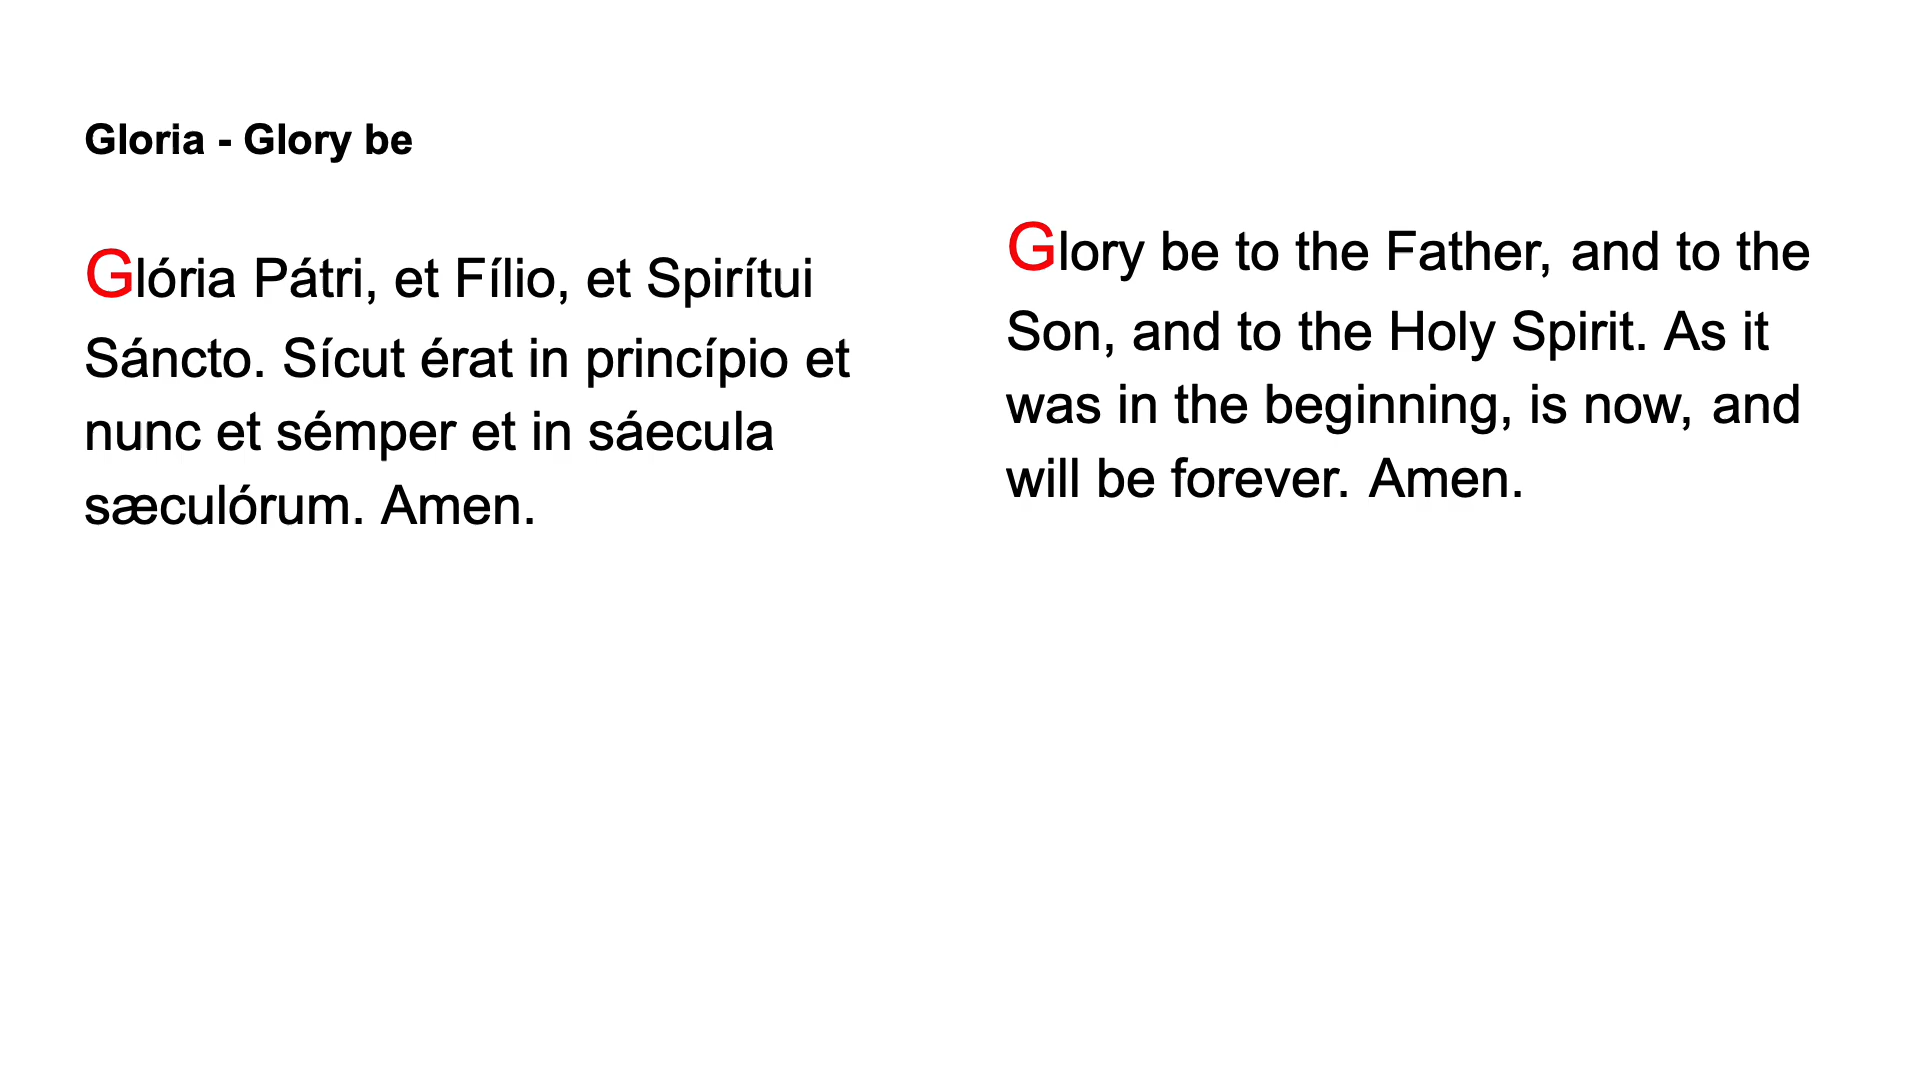 Gloria - Glory be
Glória Pátri, et Fílio, et Spirítui
Sáncto. Sícut érat in princípio et
nunc et sémper et in sáecula
sæculórum. Amen.
Glory be to the Father, and to the
Son, and to the Holy Spirit. As it
was in the beginning, is now, and
will be forever. Amen.